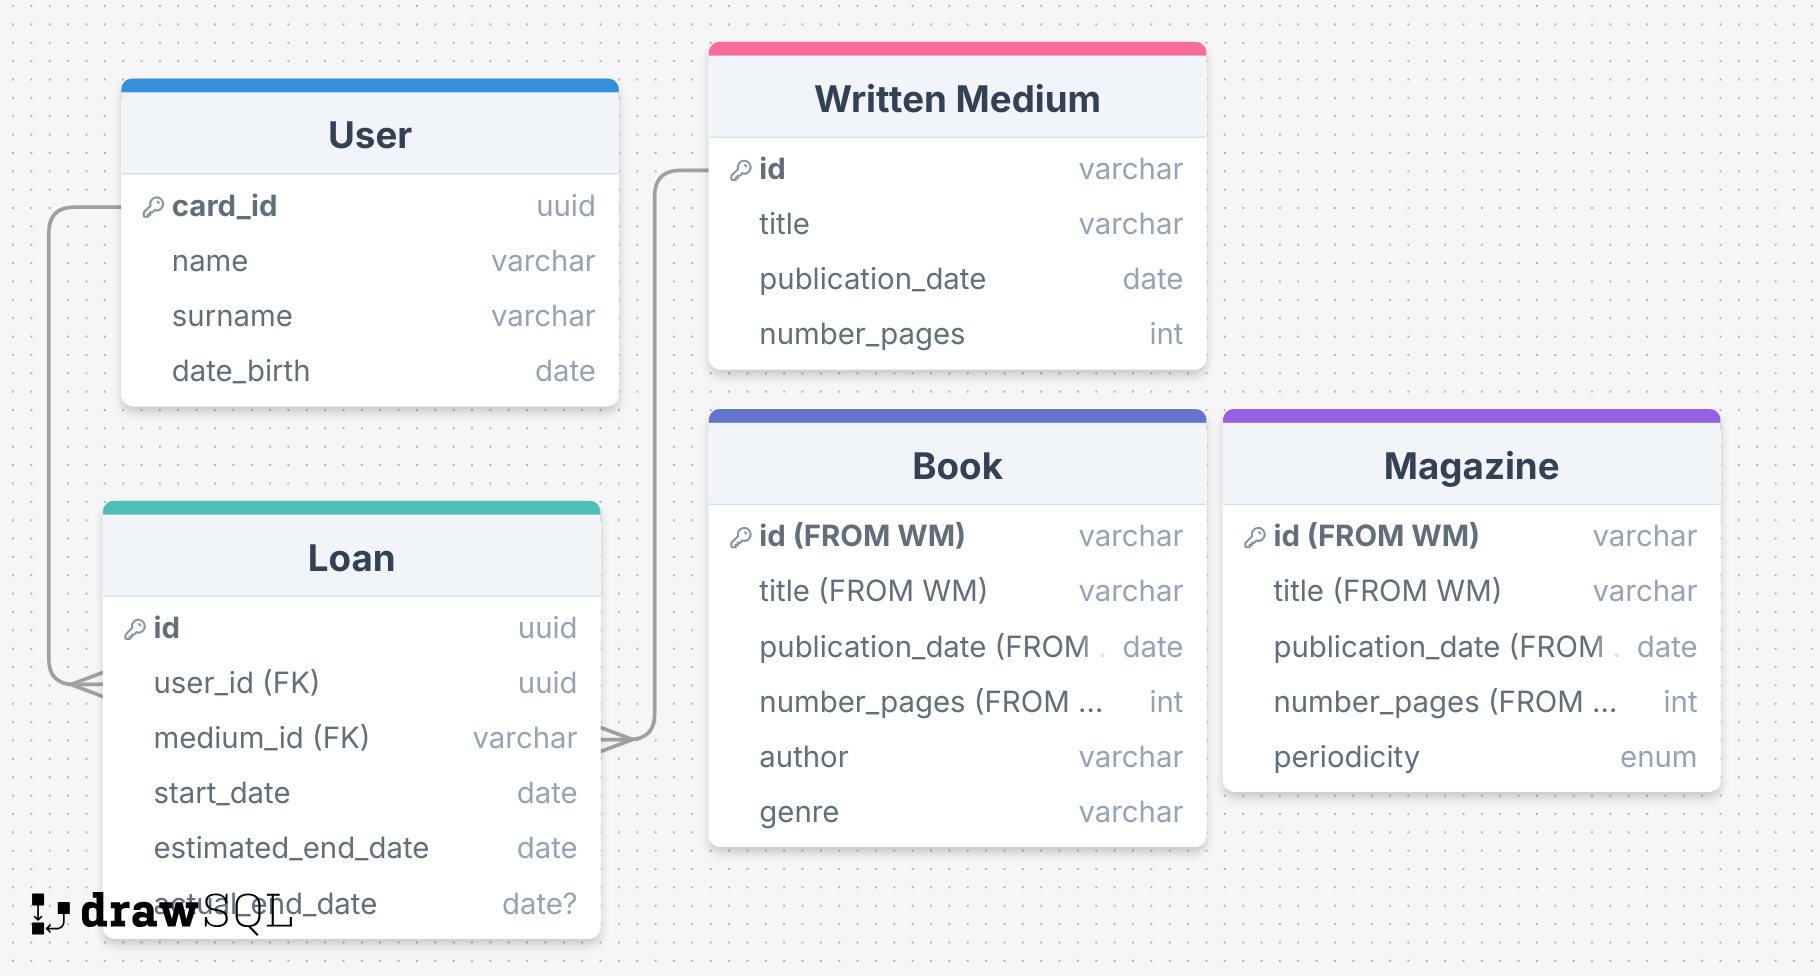 User
card_id uuid
name varchar
surname varchar
date_birth date
Loan
id uuid
user_id (FK) uuid
medium_id (FK) varchar
start_date date
estimated_end_date date
actual_end_date date?
drawSQL
Written Medium
id varchar
title varchar
publication_date date
number_pages int
Book
id (FROM WM) varchar
title (FROM WM) varchar
publication_date (FROM . date
number_pages (FROM ... int
author varchar
genre varchar
Magazine
id (FROM WM) varchar
title (FROM WM) varchar
publication_date (FROM . date
number_pages (FROM ... int
periodicity enum